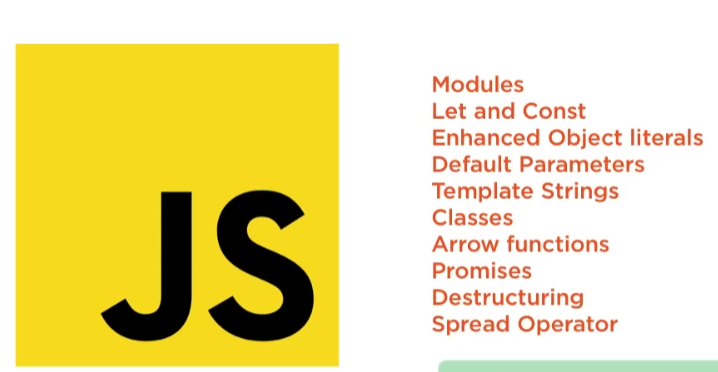 JS
Modules
Let and Const
Enhanced Object literals
Default Parameters
Template Strings
Classes
Arrow functions
Promises
Destructuring
Spread Operator